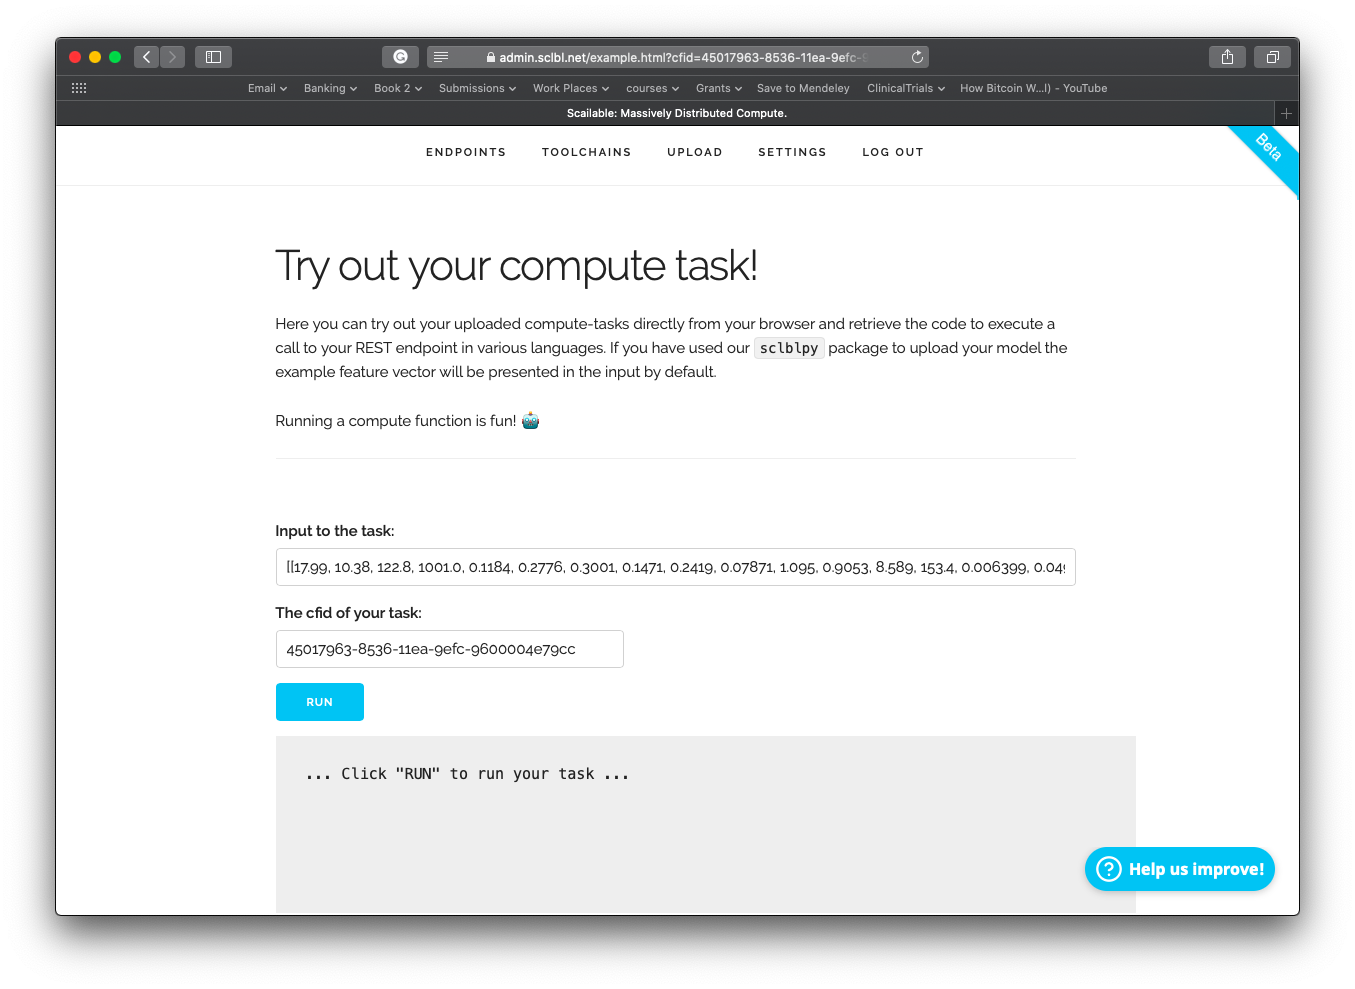 admin.sclbl.net/example.html?cfid=45017963-8536-11ea-9efc-9
Email Banking Book 2 Submissions Work Places courses Grants Save to Mendeley ClinicalTrials How Bitcoin W...l) - YouTube
Scailable: Massively Distributed Compute.
ENDPOINTS TOOLCHAINS UPLOAD SETTINGS LOG OUT
Beta
Try out your compute task!
Here you can try out your uploaded compute-tasks directly from your browser and retrieve the code to execute a
call to your REST endpoint in various languages. If you have used our sclblpy package to upload your model the
example feature vector will be presented in the input by default.
Running a compute function is fun! 🤖
Input to the task:
[[17.99, 10.38, 122.8, 1001.0, 0.1184, 0.2776, 0.3001, 0.1471, 0.2419, 0.07871, 1.095, 0.9053, 8.589, 153.4, 0.006399, 0.049
The cfid of your task:
45017963-8536-11ea-9efc-9600004e79cc
RUN
... Click "RUN" to run your task ...
Help us improve!